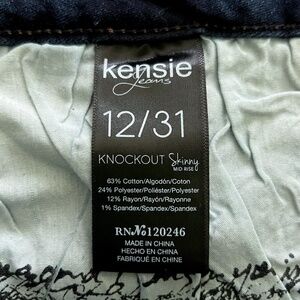 kensie
Jeans
12/31
KNOCKOUT Skinny
MID RISE
63% Cotton/Algodón/Coton
24% Polyester/Poliéster/Polyester
12% Rayon/Rayón/Rayonne
1% Spandex/Spandex/Spandex
RN№120246
MADE IN CHINA
HECHO EN CHINA
FABRIQUÉ EN CHINE